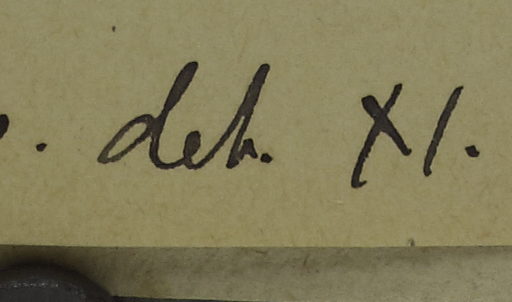 . det. XI.